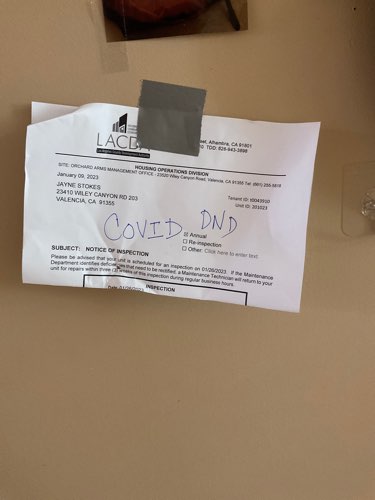 LACDA
Alhambra, CA 91801
TDD: 626-943-3898
HOUSING OPERATIONS DIVISION
SITE: ORCHARD ARMS MANAGEMENT OFFICE - 23520 Wiley Canyon Road, Valencia, CA 91355 Tel: (661) 255-5818
January 09, 2023
JAYNE STOKES
23410 WILEY CANYON RD 203
VALENCIA, CA 91355
Tenant ID:
Unit ID:
COVID DND
☒ Annual
☐ Re-inspection
☐ Other: Click here to enter text.
SUBJECT: NOTICE OF INSPECTION
Please be advised that your unit is scheduled for an inspection on 01/26/2023. If the Maintenance
Department identifies that need to be rectified, a Maintenance Technician will return to your
unit for repairs within three (3) weeks of this inspection during regular business hours.
INSPECTION
Date